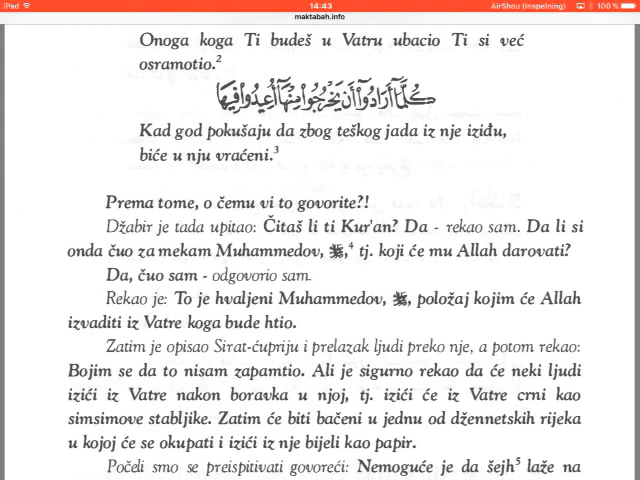 iPad
14:43
AirShou (Inspelning)
100 %
maktabah.info
Onoga koga Ti budeš u Vatru ubacio Ti si već
osramotio.2
كُلَّمَآ أَرَادُوٓا۟ أَن يَخْرُجُوا۟ مِنْهَآ أُعِيدُوا۟ فِيهَا
Kad god pokušaju da zbog teškog jada iz nje iziđu,
biće u nju vraćeni.3
Prema tome, o čemu vi to govorite?!
Džabir je tada upitao: Čitaš li ti Kur'an? Da - rekao sam. Da li si
onda čuo za mekam Muhammedov, ﷺ,4 tj. koji će mu Allah darovati?
Da, čuo sam - odgovorio sam.
Rekao je: To je hvaljeni Muhammedov, ﷺ, položaj kojim će Allah
izvaditi iz Vatre koga bude htio.
Zatim je opisao Sirat-ćupriju i prelazak ljudi preko nje, a potom rekao:
Bojim se da to nisam zapamtio. Ali je sigurno rekao da će neki ljudi
izići iz Vatre nakon boravka u njoj, tj. izići će iz Vatre crni kao
simsimove stabljike. Zatim će biti bačeni u jednu od džennetskih rijeka
u kojoj će se okupati i izići iz nje bijeli kao papir.
Počeli smo se preispitivati govoreći: Nemoguće je da šejh5 laže na